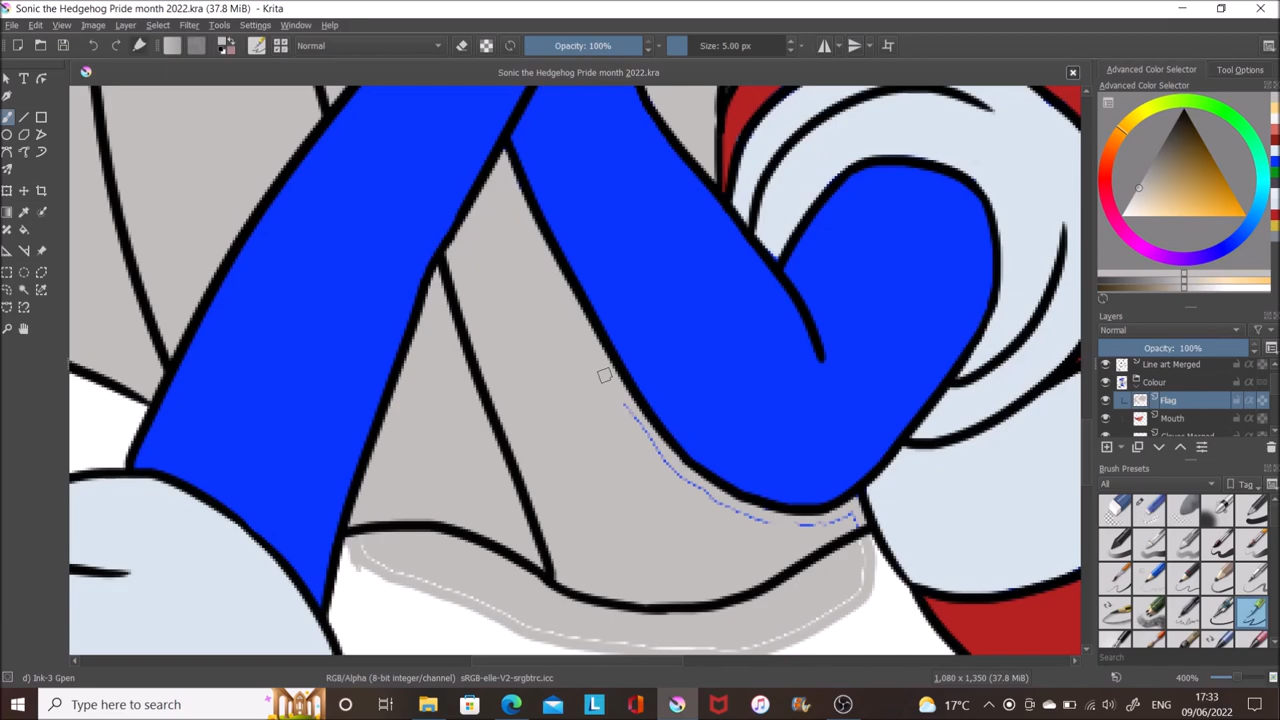 Sonic the Hedgehog Pride month 2022.kra (37.8 MiB) - Krita
File Edit View Image Layer Select Filter Tools Settings Window Help
Normal Opacity: 100% Size: 5.00 px
Sonic the Hedgehog Pride month 2022.kra
Advanced Color Selector Tool Options
Advanced Color Selector
Layers
Normal
Opacity: 100%
Line art Merged
Colour
Flag
Mouth
Brush Presets
All Tag
Search
d) Ink-3 Gpen RGB/Alpha (8-bit integer/channel) sRGB-elle-V2-srgbtrc.icc 1,080 x 1,350 (37.8 MiB) 400%
Type here to search 17°C ENG 17:33
09/06/2022